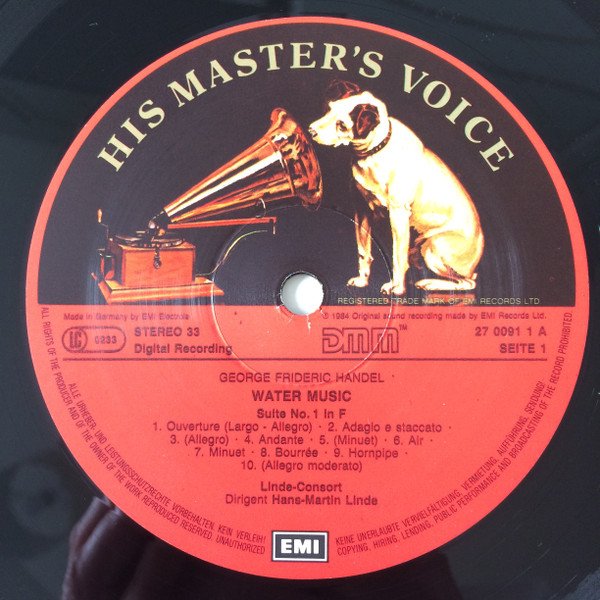 HIS MASTER'S VOICE
REGISTERED TRADE MARK OF EMI RECORDS LTD
Made in Germany by EMI Electrola
℗ 1984 Original sound recording made by EMI Records Ltd.
LC 0233
STEREO 33
Digital Recording
DMM™
27 0091 1 A
SEITE 1
GEORGE FRIDERIC HANDEL
WATER MUSIC
Suite No. 1 in F
1. Ouverture (Largo - Allegro) · 2. Adagio e staccato ·
3. (Allegro) · 4. Andante · 5. (Minuet) · 6. Air ·
7. Minuet · 8. Bourrée · 9. Hornpipe ·
10. (Allegro moderato)
Linde-Consort
Dirigent Hans-Martin Linde
EMI
ALLE URHEBER- UND LEISTUNGSSCHUTZRECHTE VORBEHALTEN. KEIN VERLEIH!
KEINE UNERLAUBTE VERVIELFÄLTIGUNG, VERMIETUNG, AUFFÜHRUNG, SENDUNG!
ALL RIGHTS OF THE PRODUCER AND OF THE OWNER OF THE WORK REPRODUCED RESERVED. UNAUTHORIZED
COPYING, HIRING, LENDING, PUBLIC PERFORMANCE AND BROADCASTING OF THE RECORD PROHIBITED.